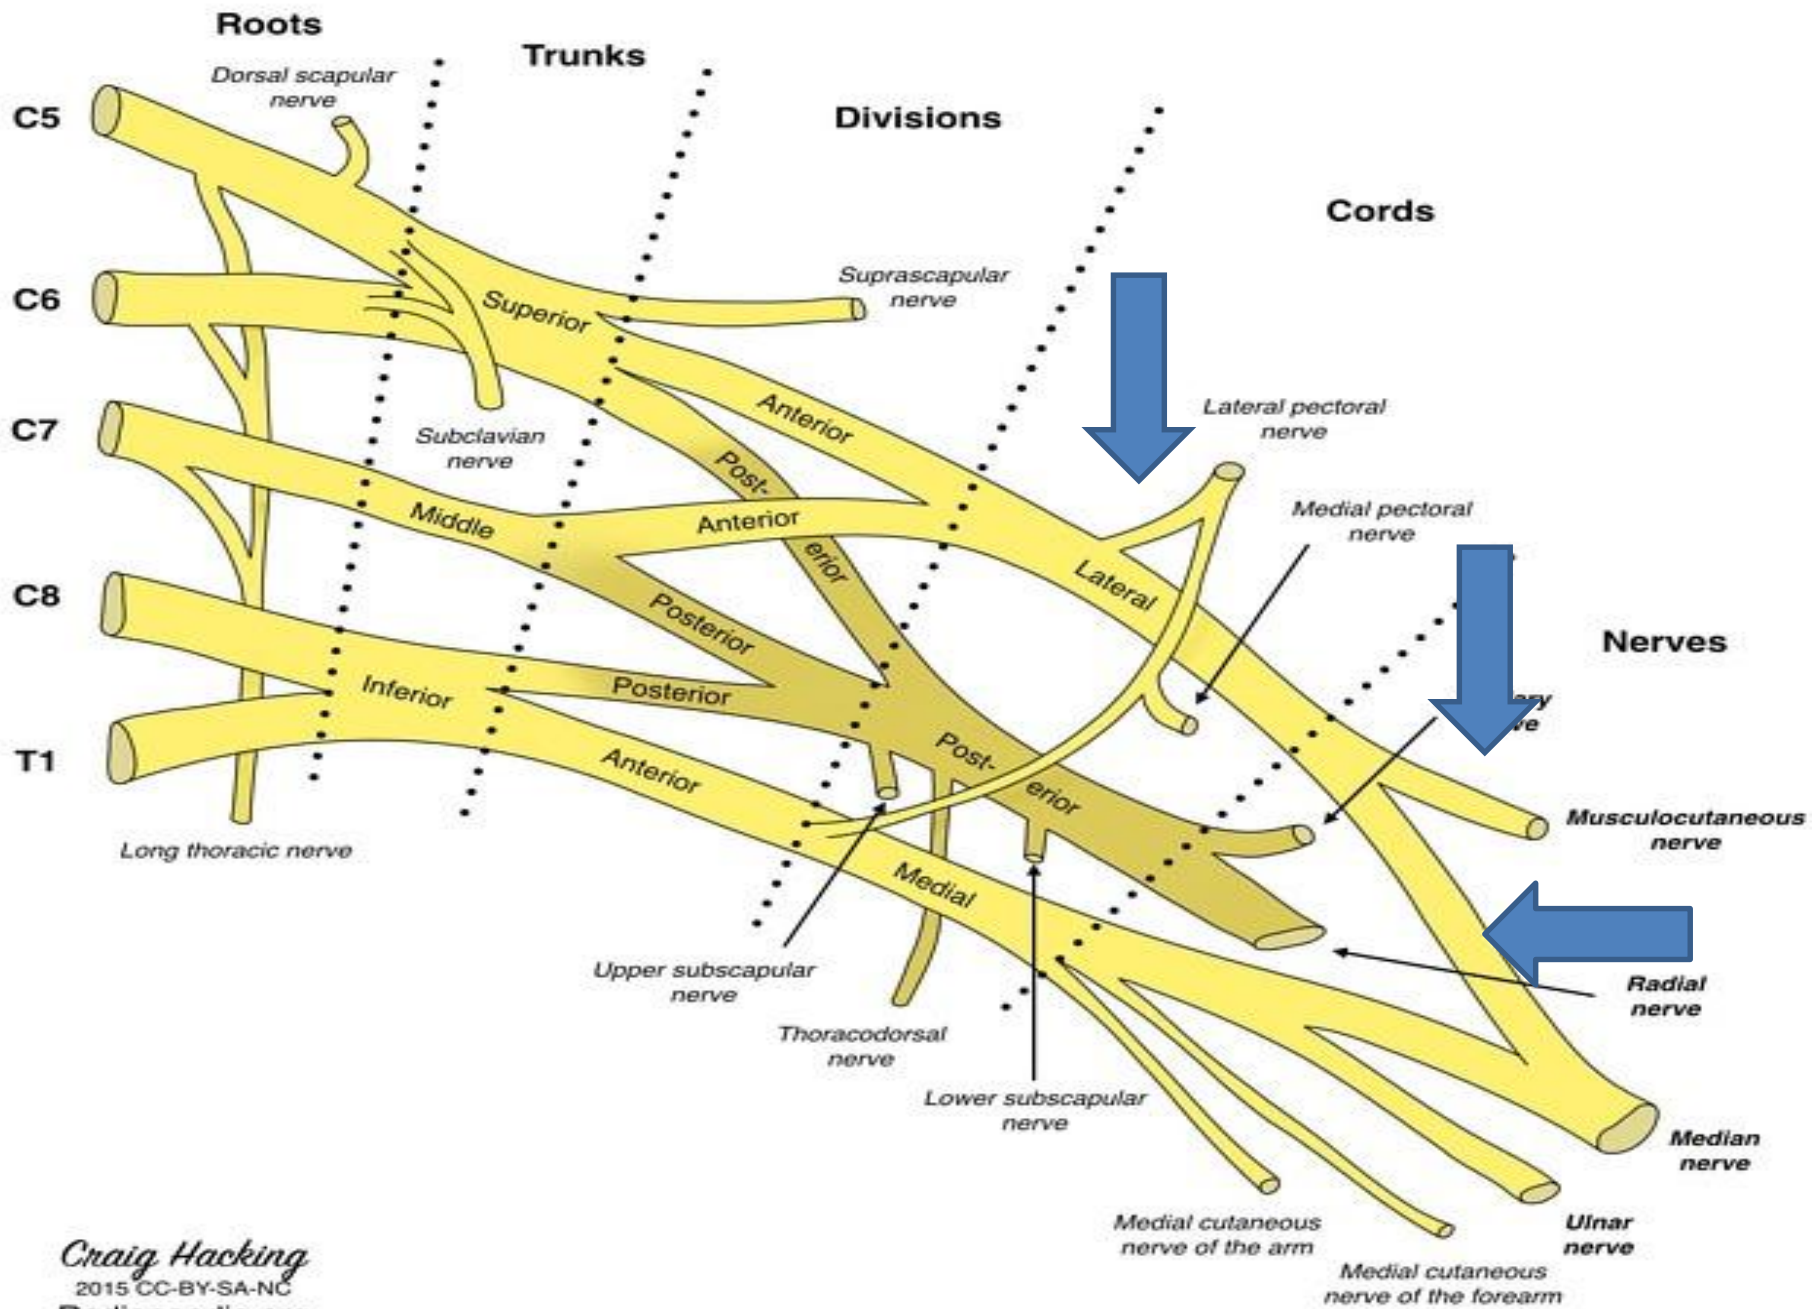 Roots
Trunks
Divisions
Cords
Nerves
Dorsal scapular
nerve
C5
C6
C7
C8
T1
Suprascapular
nerve
Superior
Subclavian
nerve
Middle
Inferior
Anterior
Post-
erior
Anterior
Posterior
Posterior
Anterior
Lateral pectoral
nerve
Medial pectoral
nerve
Lateral
Post-
erior
Medial
Long thoracic nerve
Upper subscapular
nerve
Thoracodorsal
nerve
Lower subscapular
nerve
Musculocutaneous
nerve
Radial
nerve
Median
nerve
Ulnar
nerve
Medial cutaneous
nerve of the arm
Medial cutaneous
nerve of the forearm
Craig Hacking
2015 CC-BY-SA-NC